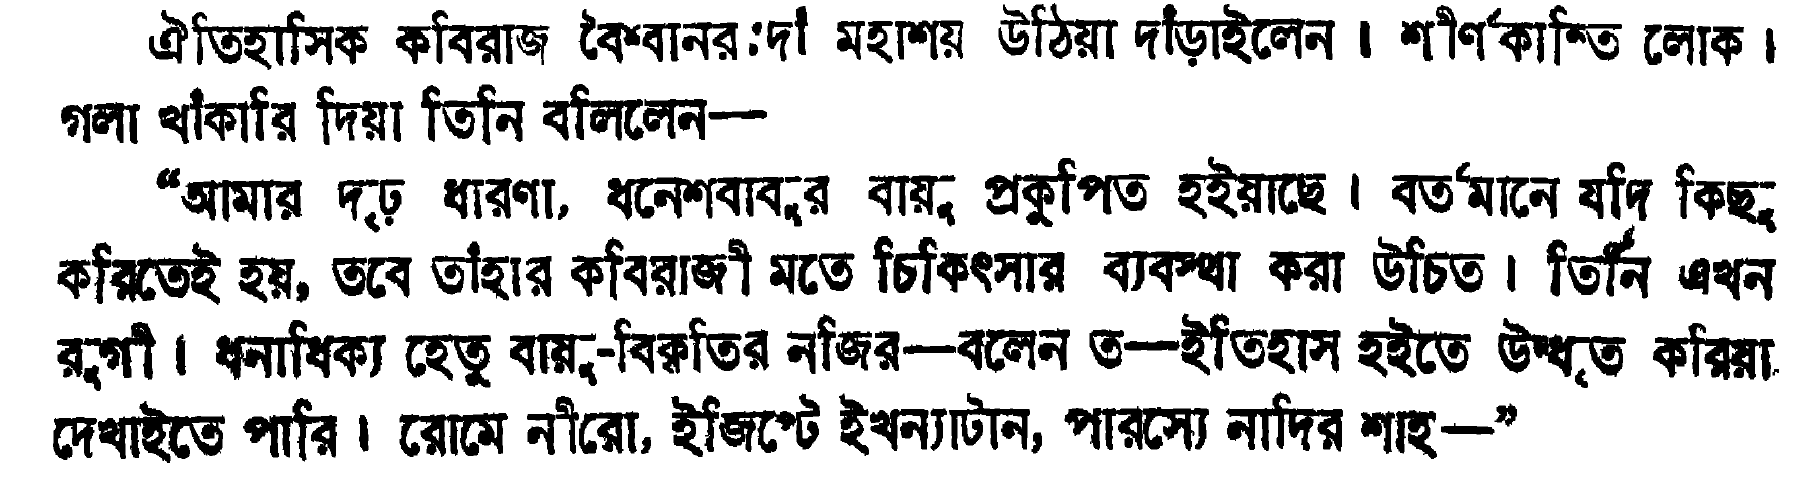 ঐতিহাসিক কবিরাজ বৈশ্বানর দাঁ মহাশয় উঠিয়া দাঁড়াইলেন। শীর্ণকান্তি লোক।
গলা খাঁকারি দিয়া তিনি বলিলেন—
“আমার দৃঢ় ধারণা, ধনেশবাবুর বায়ু প্রকুপিত হইয়াছে। বর্তমানে যদি কিছু
করিতেই হয়, তবে তাঁহার কবিরাজী মতে চিকিৎসার ব্যবস্থা করা উচিত। তিনি এখন
রুগী। ধনাধিক্য হেতু বায়ু-বিকৃতির নজির—বলেন ত—ইতিহাস হইতে উদ্ধৃত করিয়া
দেখাইতে পারি। রোমে নীরো, ইজিপ্টে ইখন্যাটান, পারস্যে নাদির শাহ—”